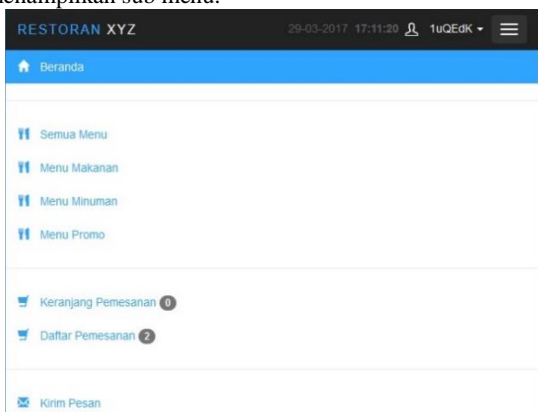 menampilkan sub menu.
RESTORAN XYZ 29-03-2017 17:11:20 1uQEdK
Beranda
Semua Menu
Menu Makanan
Menu Minuman
Menu Promo
Keranjang Pemesanan 0
Daftar Pemesanan 2
Kirim Pesan